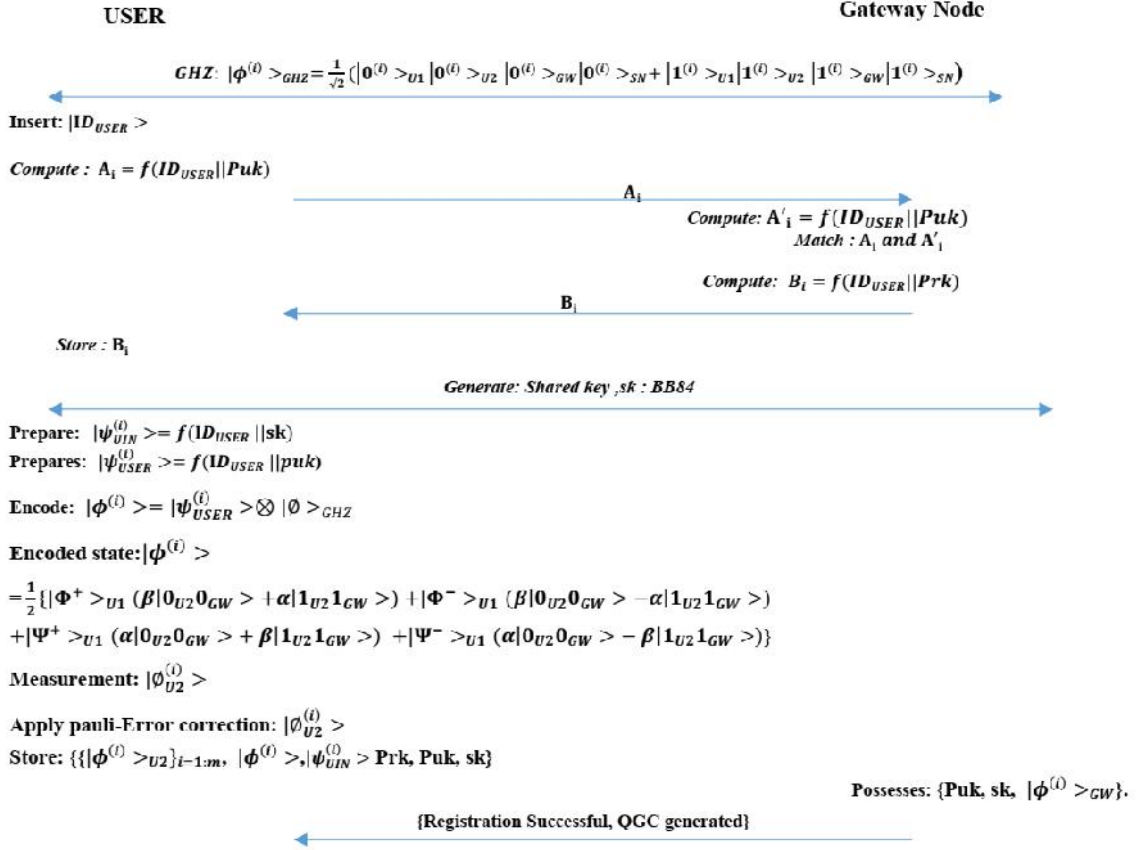 USER
Gateway Node
GHZ: |ϕ⁽ⁱ⁾ >_GHZ= 1/√2 (|0⁽ⁱ⁾ >_U1 |0⁽ⁱ⁾ >_U2 |0⁽ⁱ⁾ >_GW|0⁽ⁱ⁾ >_SN+ |1⁽ⁱ⁾ >_U1|1⁽ⁱ⁾ >_U2 |1⁽ⁱ⁾ >_GW|1⁽ⁱ⁾ >_SN)
Insert: |ID_USER >
Compute : A_i = f(ID_USER||Puk)
A_i
Compute: A′_i = f(ID_USER||Puk)
Match : A_i and A′_i
Compute: B_i = f(ID_USER||Prk)
B_i
Store : B_i
Generate: Shared key ,sk : BB84
Prepare: |ψ_UIN⁽ⁱ⁾ >= f(ID_USER ||sk)
Prepares: |ψ_USER⁽ⁱ⁾ >= f(ID_USER ||puk)
Encode: |ϕ⁽ⁱ⁾ >= |ψ_USER⁽ⁱ⁾ >⊗ |∅ >_GHZ
Encoded state:|ϕ⁽ⁱ⁾ >
=1/2{|Φ⁺ >_U1 (β|0_U2 0_GW > +α|1_U2 1_GW >) +|Φ⁻ >_U1 (β|0_U2 0_GW > −α|1_U2 1_GW >)
+|Ψ⁺ >_U1 (α|0_U2 0_GW > + β|1_U2 1_GW >) +|Ψ⁻ >_U1 (α|0_U2 0_GW > − β|1_U2 1_GW >)}
Measurement: |∅_U2⁽ⁱ⁾ >
Apply pauli-Error correction: |∅_U2⁽ⁱ⁾ >
Store: {{|ϕ⁽ⁱ⁾ >_U2}_i−1:m, |ϕ⁽ⁱ⁾ >,|ψ_UIN⁽ⁱ⁾ > Prk, Puk, sk}
Possesses: {Puk, sk, |ϕ⁽ⁱ⁾ >_GW}.
{Registration Successful, QGC generated}